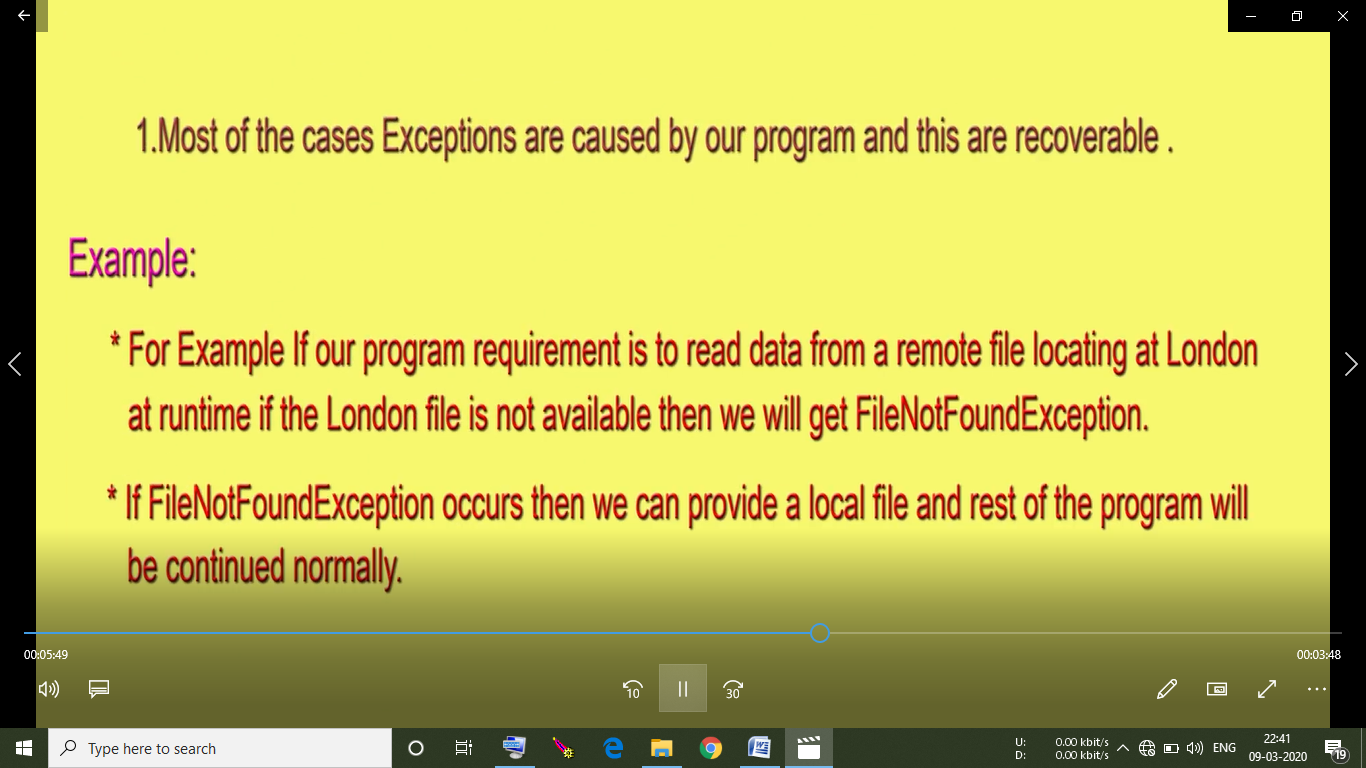 1.Most of the cases Exceptions are caused by our program and this are recoverable .
Example:
* For Example If our program requirement is to read data from a remote file locating at London
at runtime if the London file is not available then we will get FileNotFoundException.
* If FileNotFoundException occurs then we can provide a local file and rest of the program will
be continued normally.
00:05:49
00:03:48
10
30
Type here to search
U: 0.00 kbit/s
D: 0.00 kbit/s
ENG
22:41
09-03-2020
19